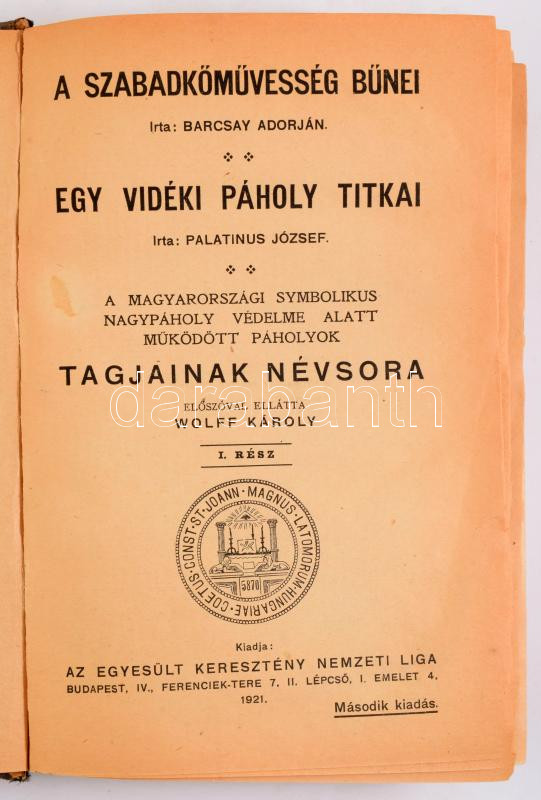 A SZABADKŐMŰVESSÉG BŰNEI
Irta: BARCSAY ADORJÁN.
EGY VIDÉKI PÁHOLY TITKAI
Irta: PALATINUS JÓZSEF.
A MAGYARORSZÁGI SYMBOLIKUS
NAGYPÁHOLY VÉDELME ALATT
MŰKÖDÖTT PÁHOLYOK
TAGJAINAK NÉVSORA
ELŐSZÓVAL ELLÁTTA
WOLFF KÁROLY
I. RÉSZ
COETUS·CONST·ST·JOANN·MAGNUS·LATOMORUM·HUNGARIAE·
5870
Kiadja:
AZ EGYESÜLT KERESZTÉNY NEMZETI LIGA
BUDAPEST, IV., FERENCIEK-TERE 7, II. LÉPCSŐ, I. EMELET 4.
1921.
Második kiadás.
darabanth